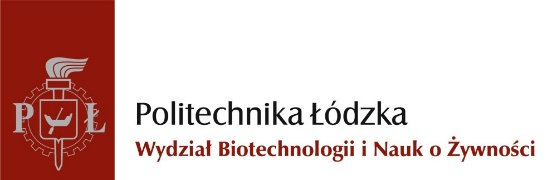 P Ł
Politechnika Łódzka
Wydział Biotechnologii i Nauk o Żywności